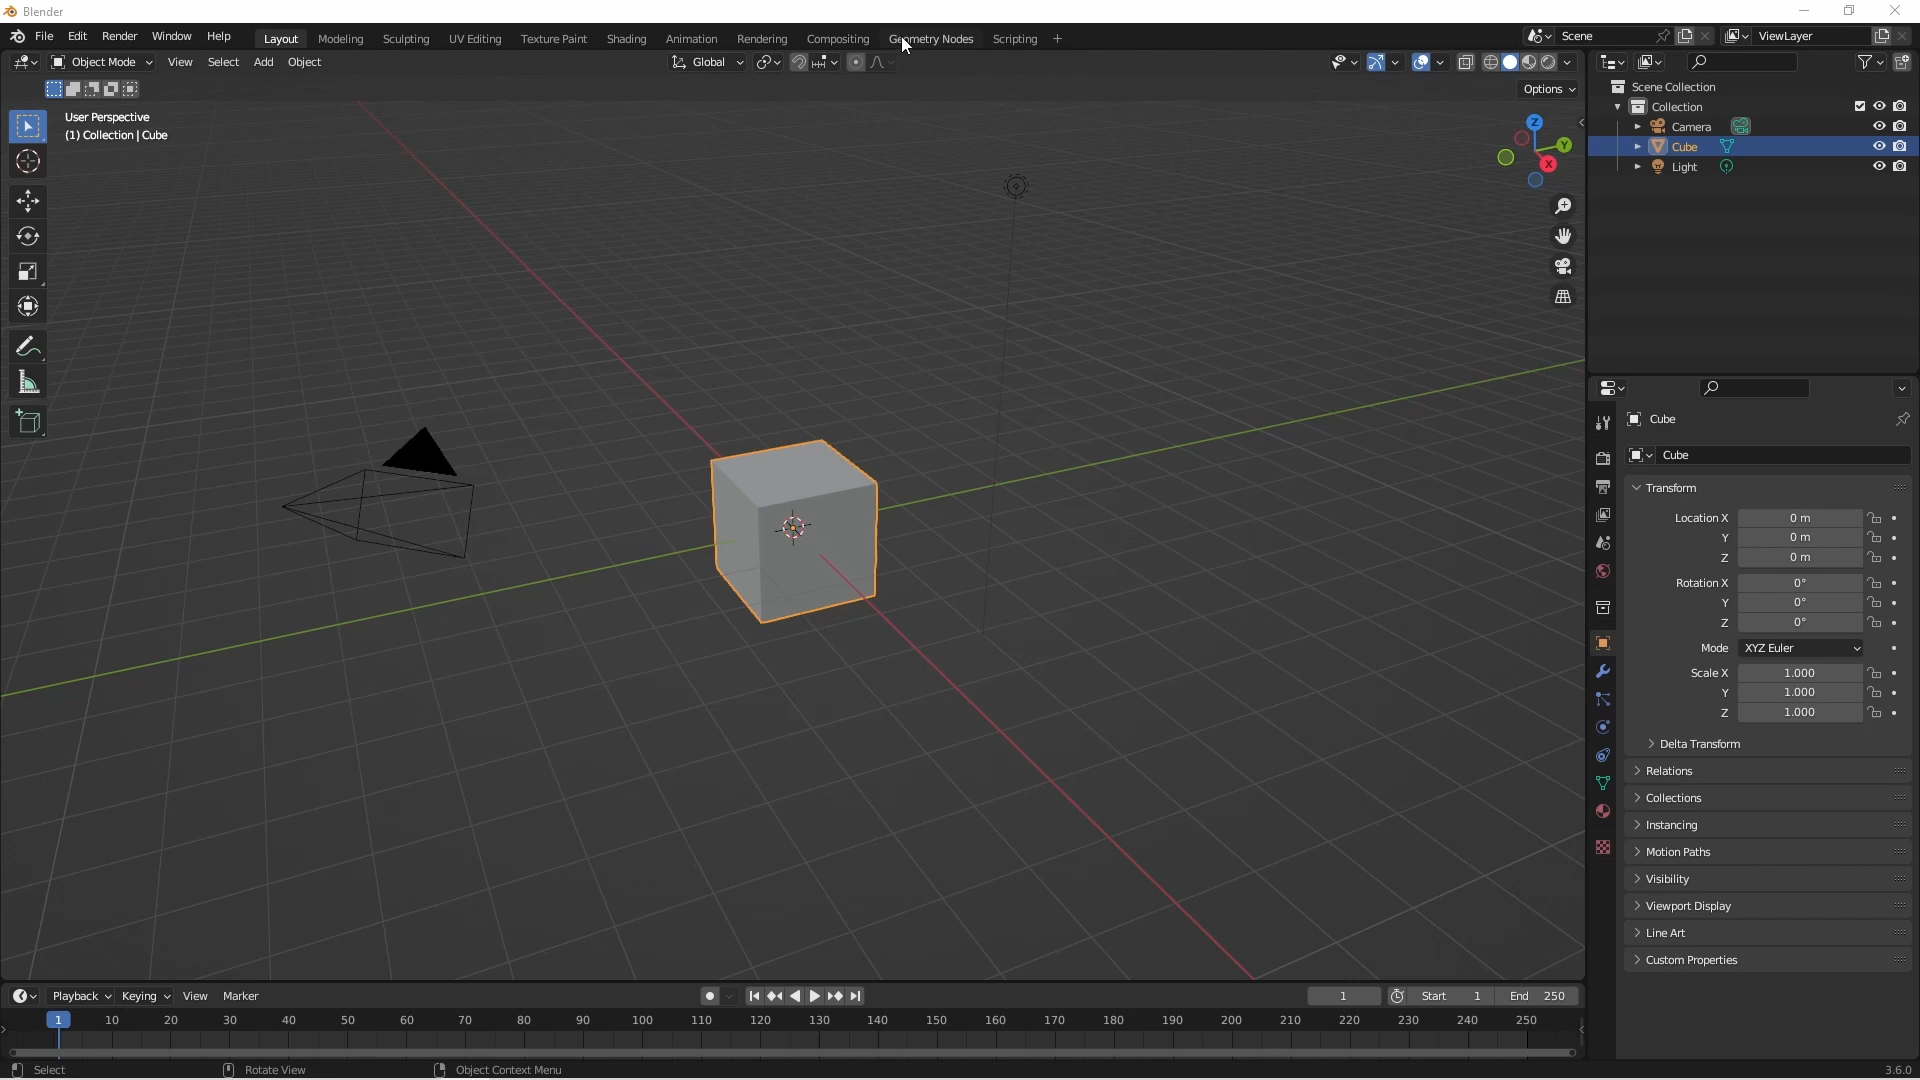 Blender
File Edit Render Window Help Layout Modeling Sculpting UV Editing Texture Paint Shading Animation Rendering Compositing Geometry Nodes Scripting + Scene ViewLayer
Object Mode View Select Add Object Global
Options
User Perspective
(1) Collection | Cube
Z
Y
X
Scene Collection
Collection
Camera
Cube
Light
Cube
Cube
Transform
Location X 0 m
Y 0 m
Z 0 m
Rotation X 0°
Y 0°
Z 0°
Mode XYZ Euler
Scale X 1.000
Y 1.000
Z 1.000
Delta Transform
Relations
Collections
Instancing
Motion Paths
Visibility
Viewport Display
Line Art
Custom Properties
Playback Keying View Marker 1 Start 1 End 250
1 10 20 30 40 50 60 70 80 90 100 110 120 130 140 150 160 170 180 190 200 210 220 230 240 250
Select Rotate View Object Context Menu 3.6.0